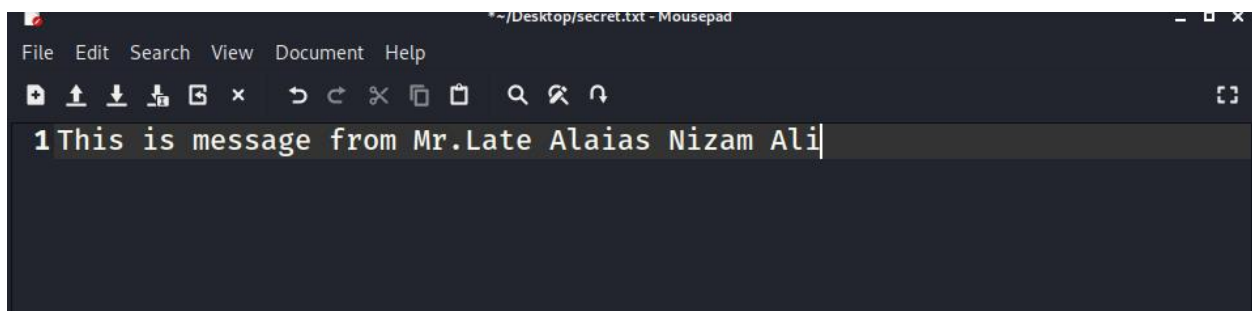 *~/Desktop/secret.txt - Mousepad
File Edit Search View Document Help
1 This is message from Mr.Late Alaias Nizam Ali